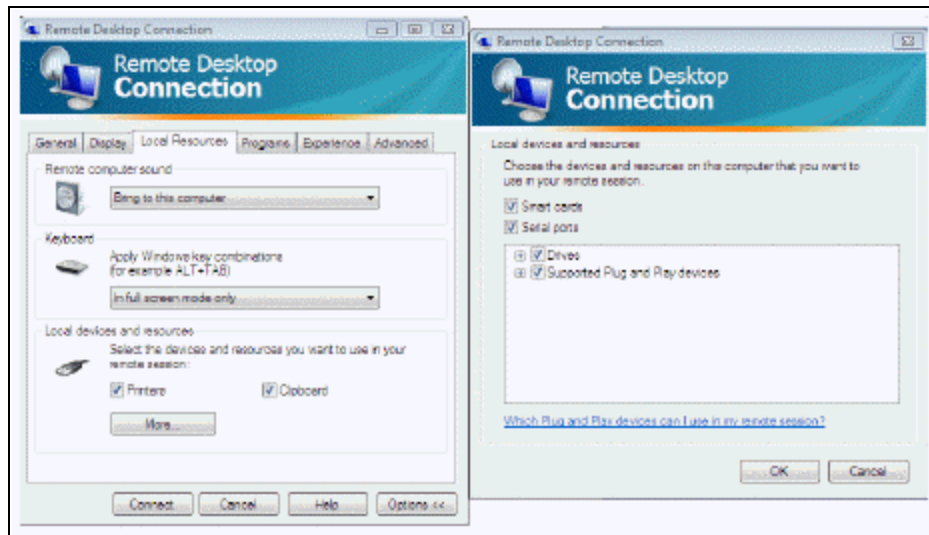 Remote Desktop Connection
Remote Desktop
Connection
General Display Local Resources Programs Experience Advanced
Remote computer sound
Bring to this computer
Keyboard
Apply Windows key combinations
(for example ALT+TAB)
In full screen mode only
Local devices and resources
Select the devices and resources you want to use in your
remote session:
Printers Clipboard
More...
Connect Cancel Help Options <<
Remote Desktop Connection
Remote Desktop
Connection
Local devices and resources
Choose the devices and resources on this computer that you want to
use in your remote session.
Smart cards
Serial ports
Drives
Supported Plug and Play devices
Which Plug and Play devices can I use in my remote session?
OK Cancel